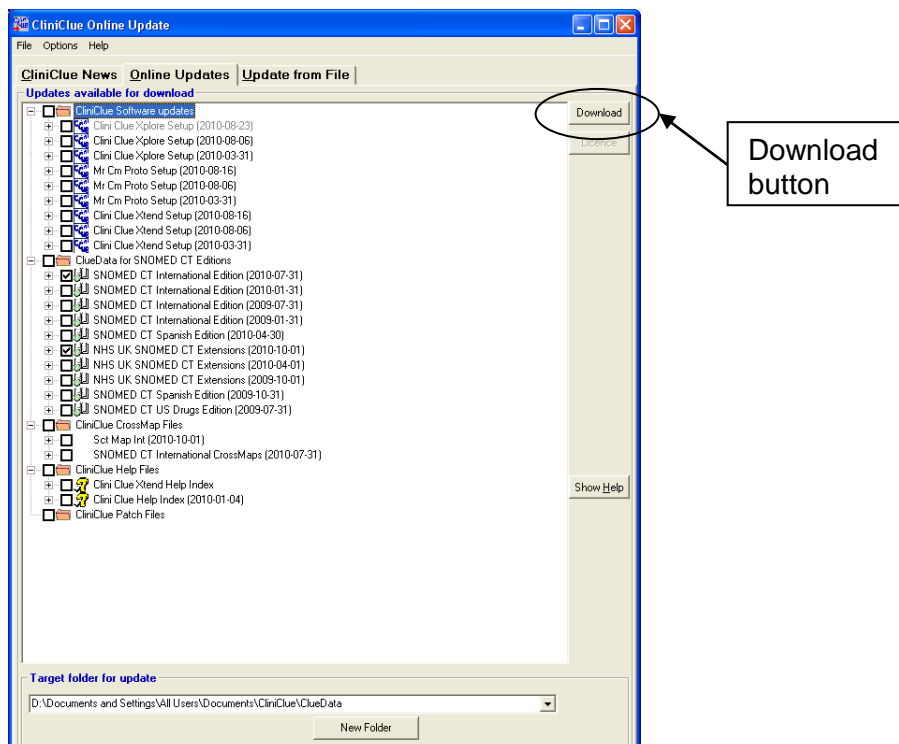 CliniClue Online Update
File Options Help
CliniClue News Online Updates Update from File
Updates available for download
CliniClue Software updates
Clini Clue Xplore Setup (2010-08-23)
Clini Clue Xplore Setup (2010-08-06)
Clini Clue Xplore Setup (2010-03-31)
Mr Cm Proto Setup (2010-08-16)
Mr Cm Proto Setup (2010-08-06)
Mr Cm Proto Setup (2010-03-31)
Clini Clue Xtend Setup (2010-08-16)
Clini Clue Xtend Setup (2010-08-06)
Clini Clue Xtend Setup (2010-03-31)
ClueData for SNOMED CT Editions
SNOMED CT International Edition (2010-07-31)
SNOMED CT International Edition (2010-01-31)
SNOMED CT International Edition (2009-07-31)
SNOMED CT International Edition (2009-01-31)
SNOMED CT Spanish Edition (2010-04-30)
NHS UK SNOMED CT Extensions (2010-10-01)
NHS UK SNOMED CT Extensions (2010-04-01)
NHS UK SNOMED CT Extensions (2009-10-01)
SNOMED CT Spanish Edition (2009-10-31)
SNOMED CT US Drugs Edition (2009-07-31)
CliniClue CrossMap Files
Sct Map Int (2010-10-01)
SNOMED CT International CrossMaps (2010-07-31)
CliniClue Help Files
Clini Clue Xtend Help Index
Clini Clue Help Index (2010-01-04)
CliniClue Patch Files
Download
Licence
Show Help
Target folder for update
D:\Documents and Settings\All Users\Documents\CliniClue\ClueData
New Folder
Download
button